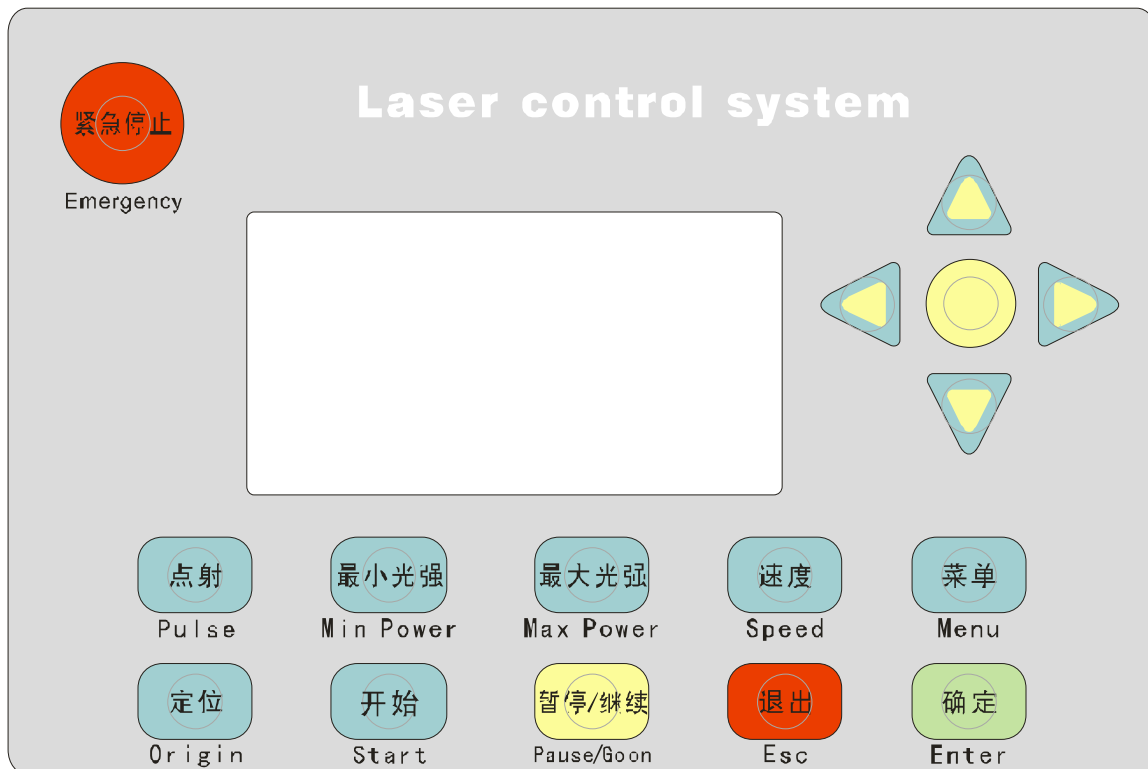 Laser control system
紧急停止
Emergency
点射 最小光强 最大光强 速度 菜单
Pulse Min Power Max Power Speed Menu
定位 开始 暂停/继续 退出 确定
Origin Start Pause/Goon Esc Enter